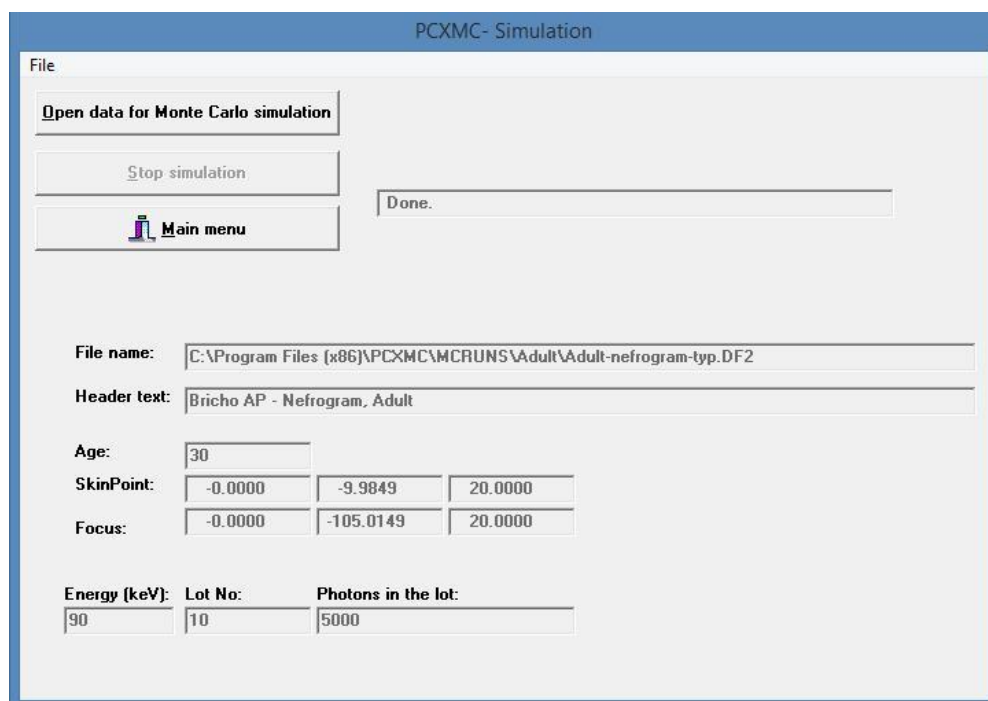 PCXMC- Simulation
File
Open data for Monte Carlo simulation
Stop simulation
Done.
Main menu
File name: C:\Program Files (x86)\PCXMC\MCRUNS\Adult\Adult-nefrogram-typ.DF2
Header text: Bricho AP - Nefrogram, Adult
Age: 30
SkinPoint: -0.0000 -9.9849 20.0000
Focus: -0.0000 -105.0149 20.0000
Energy (keV): Lot No: Photons in the lot:
90 10 5000